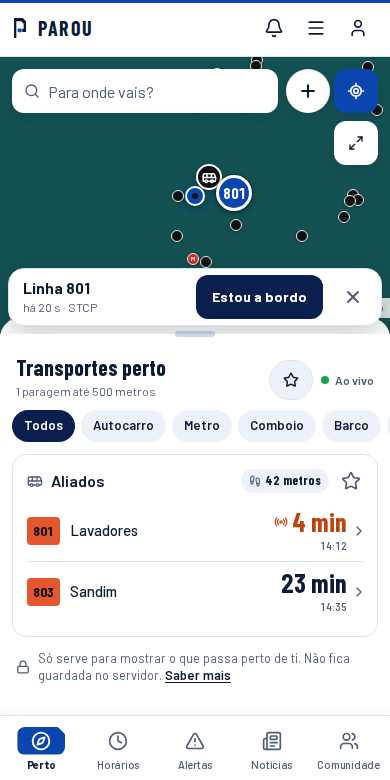 PAROU
Para onde vais?
801
M
Linha 801
há 20 s · STCP
Estou a bordo
Transportes perto
1 paragem até 500 metros
Ao vivo
Todos
Autocarro
Metro
Comboio
Barco
Aliados
42 metros
801
Lavadores
4 min
14:12
803
Sandim
23 min
14:35
Só serve para mostrar o que passa perto de ti. Não fica
guardada no servidor. Saber mais
Perto
Horários
Alertas
Notícias
Comunidade